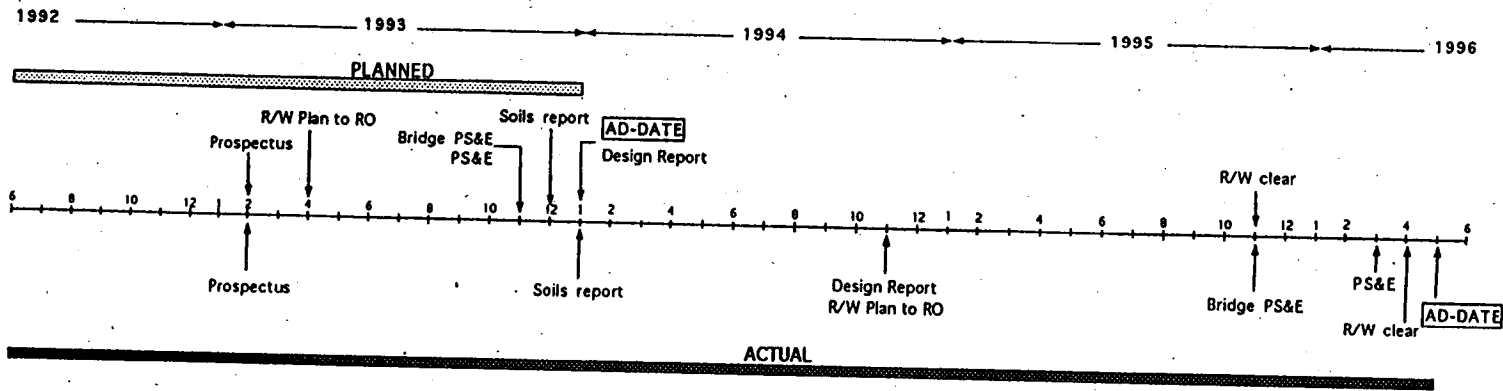 1992 1993 1994 1995 1996
PLANNED
R/W Plan to RO
Prospectus
Bridge PS&E
PS&E
Soils report
AD-DATE
Design Report
R/W clear
6 8 10 12 1 2 4 6 8 10 12 1 2 4 6 8 10 12 1 2 4 6 8 10 12 1 2 4 6
Prospectus
Soils report
Design Report
R/W Plan to RO
Bridge PS&E
PS&E
R/W clear
AD-DATE
ACTUAL